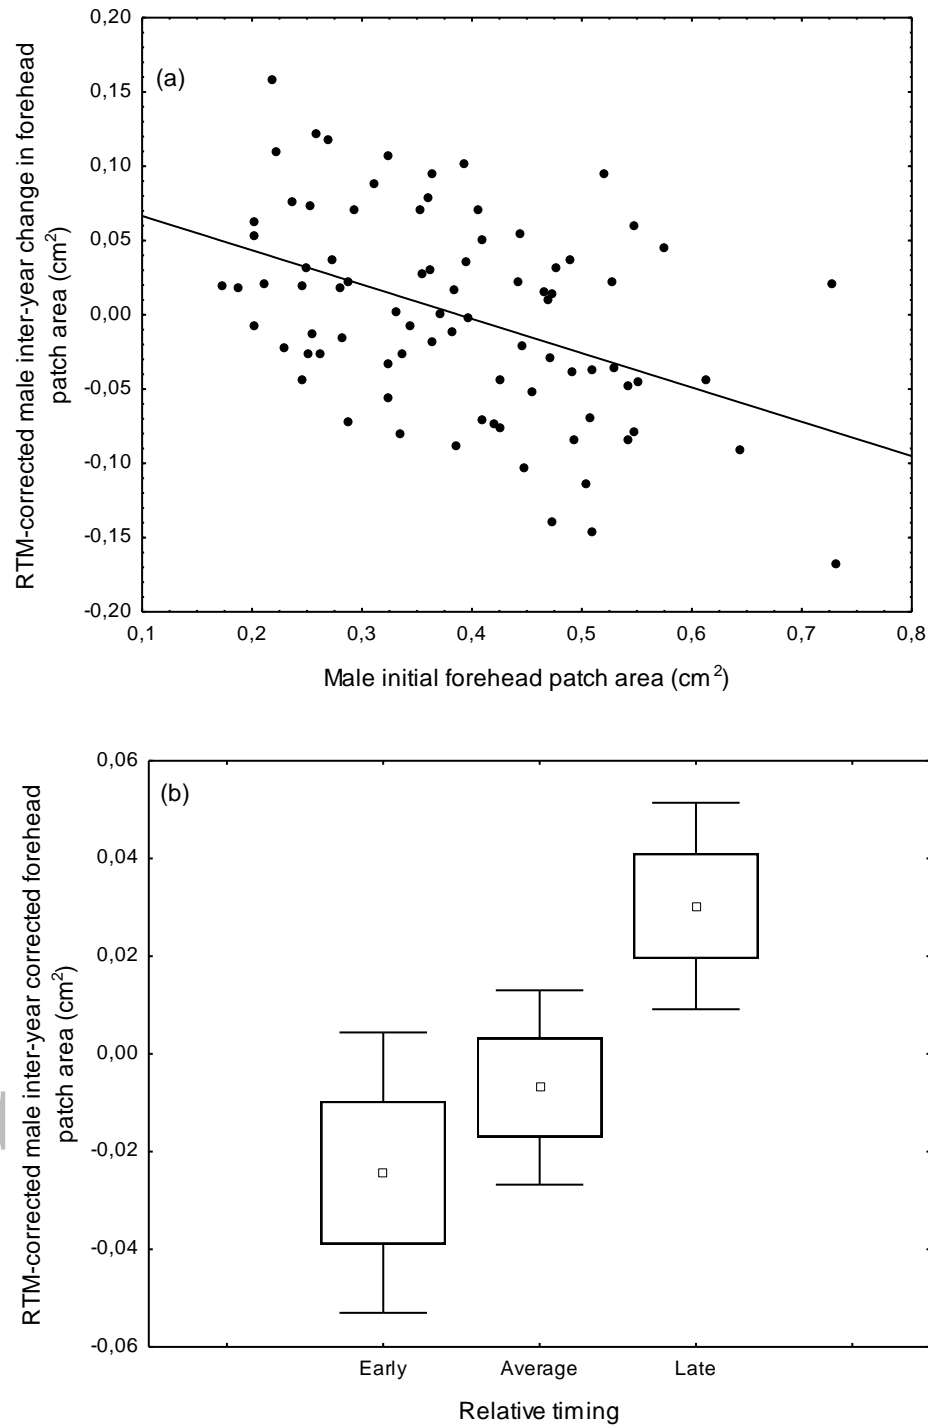 RTM-corrected male inter-year change in forehead
patch area (cm²)
(a)
0,20
0,15
0,10
0,05
0,00
-0,05
-0,10
-0,15
-0,20
0,1 0,2 0,3 0,4 0,5 0,6 0,7 0,8
Male initial forehead patch area (cm²)
RTM-corrected male inter-year corrected forehead
patch area (cm²)
(b)
0,06
0,04
0,02
0,00
-0,02
-0,04
-0,06
Early Average Late
Relative timing